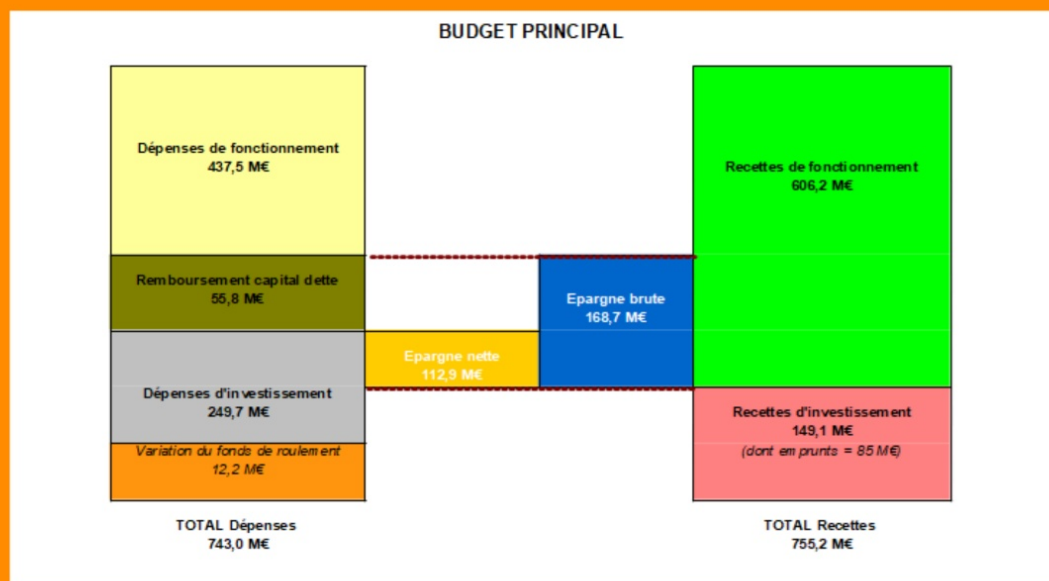 BUDGET PRINCIPAL
Dépenses de fonctionnement
437,5 M€
Remboursement capital dette
55,8 M€
Dépenses d'investissement
249,7 M€
Variation du fonds de roulement
12,2 M€
TOTAL Dépenses
743,0 M€
Epargne nette
112,9 M€
Epargne brute
168,7 M€
Recettes de fonctionnement
606,2 M€
Recettes d'investissement
149,1 M€
(dont emprunts = 85 M€)
TOTAL Recettes
755,2 M€